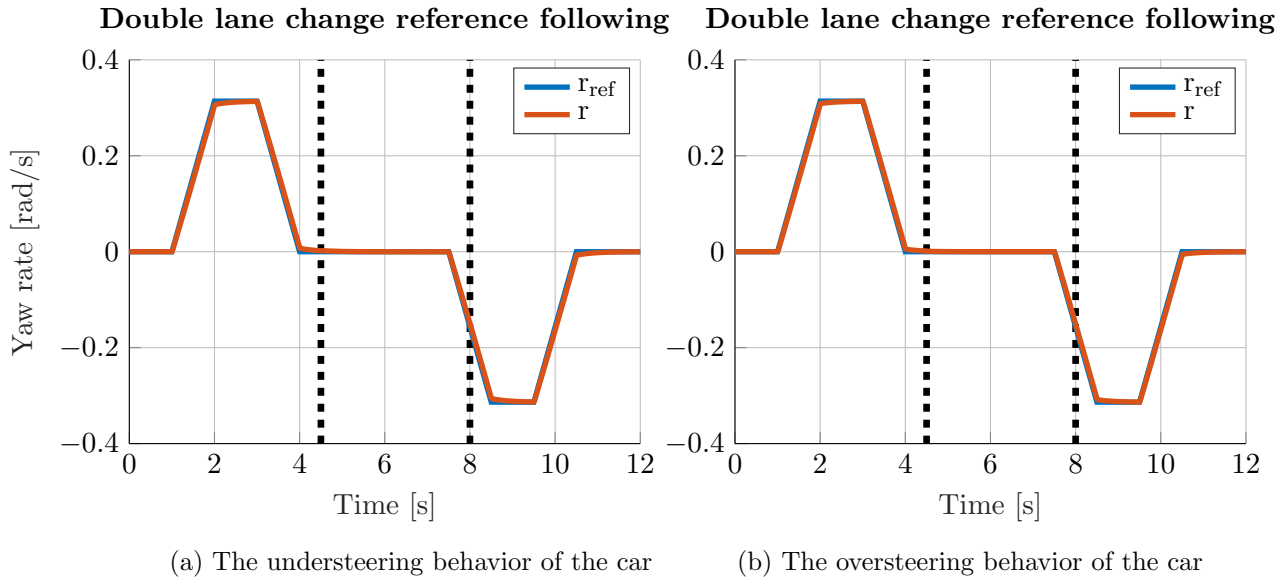 Double lane change reference following
0.4
0.2
0
−0.2
−0.4
Yaw rate [rad/s]
r_ref
r
0 2 4 6 8 10 12
Time [s]
(a) The understeering behavior of the car
Double lane change reference following
0.4
0.2
0
−0.2
−0.4
r_ref
r
0 2 4 6 8 10 12
Time [s]
(b) The oversteering behavior of the car